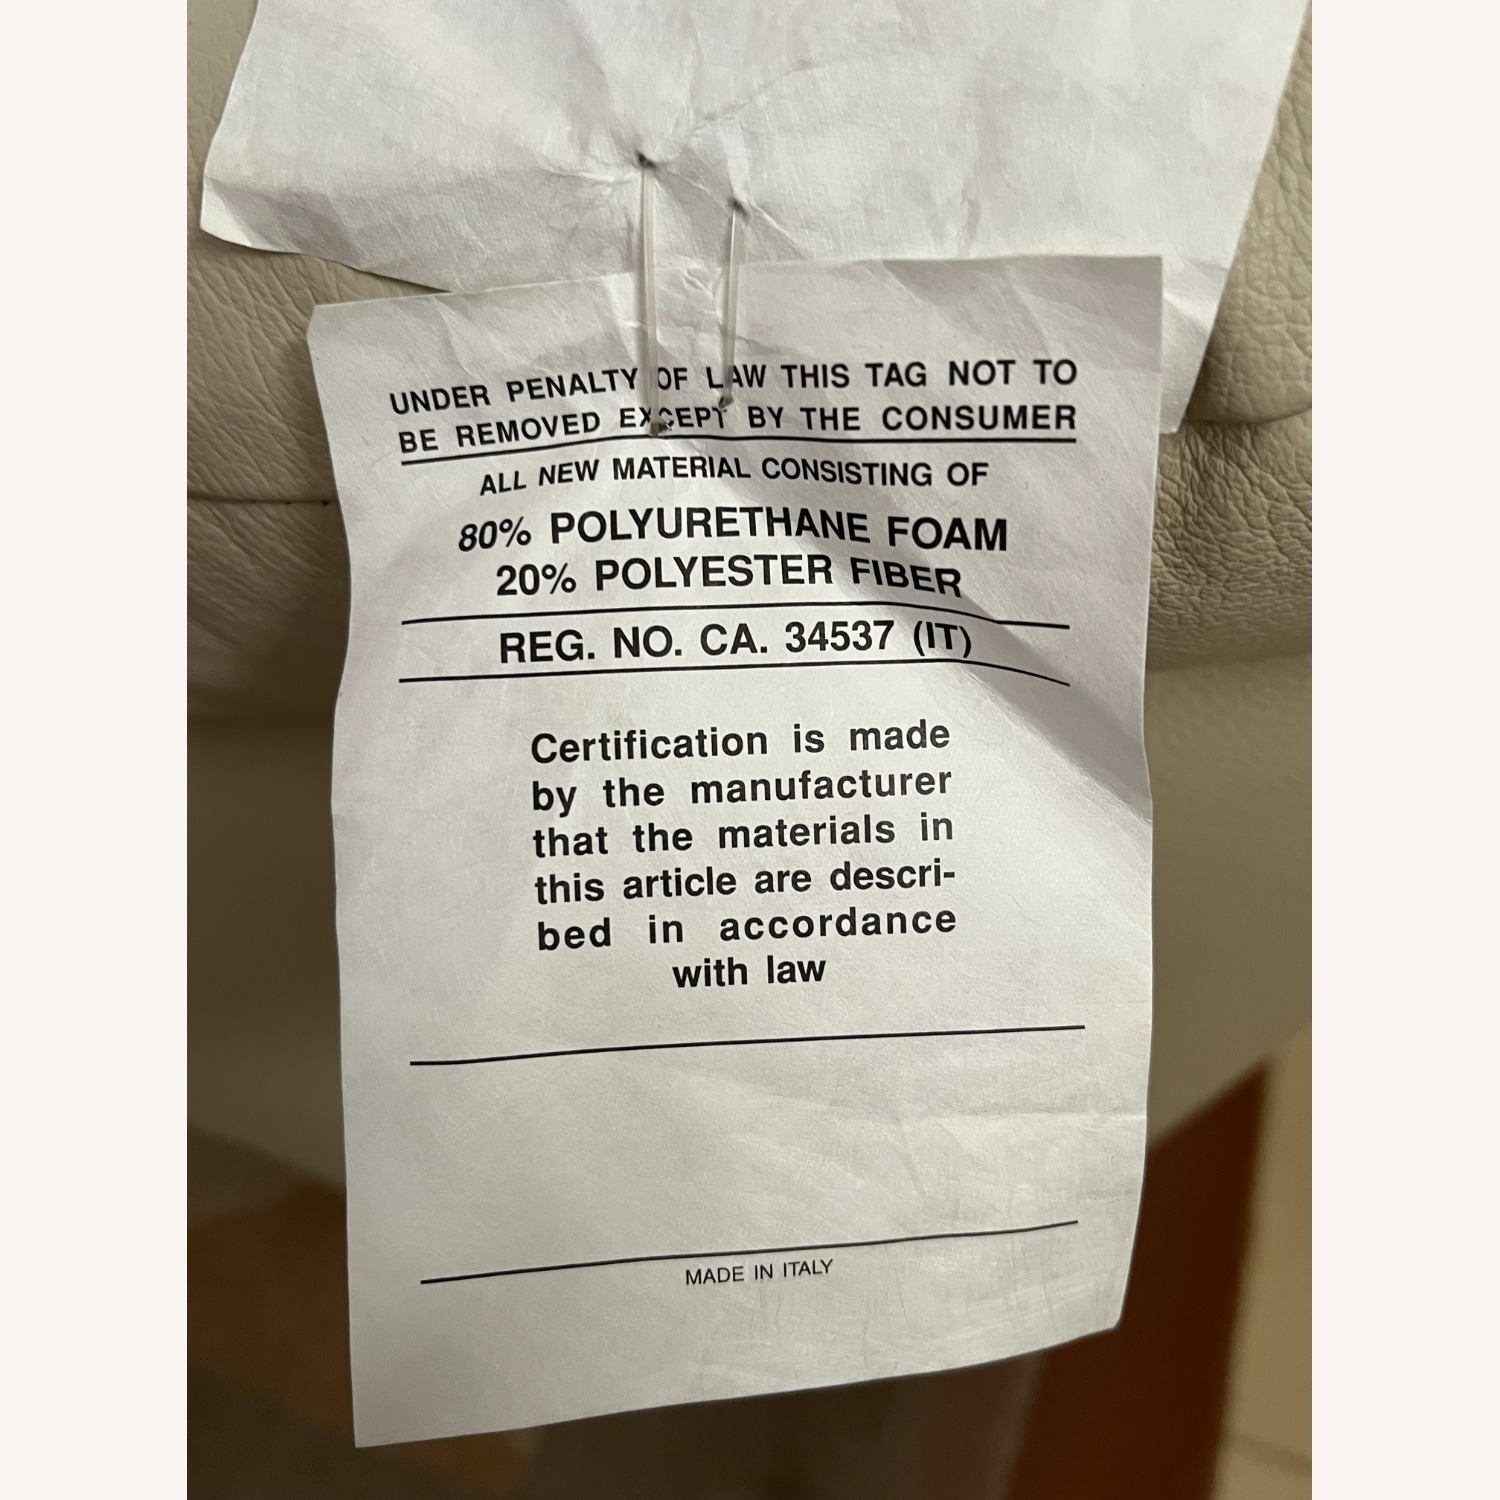 UNDER PENALTY OF LAW THIS TAG NOT TO
BE REMOVED EXCEPT BY THE CONSUMER
ALL NEW MATERIAL CONSISTING OF
80% POLYURETHANE FOAM
20% POLYESTER FIBER
REG. NO. CA. 34537 (IT)
Certification is made
by the manufacturer
that the materials in
this article are descri-
bed in accordance
with law
MADE IN ITALY